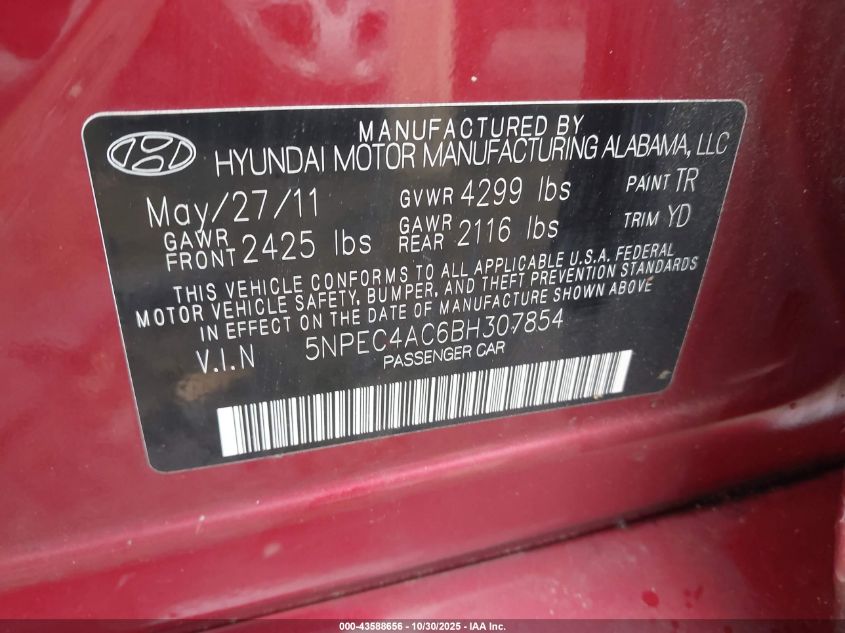 MANUFACTURED BY
HYUNDAI MOTOR MANUFACTURING ALABAMA, LLC
May/27/11 GVWR 4299 lbs PAINT TR
GAWR FRONT 2425 lbs GAWR REAR 2116 lbs TRIM YD
THIS VEHICLE CONFORMS TO ALL APPLICABLE U.S.A. FEDERAL
MOTOR VEHICLE SAFETY, BUMPER, AND THEFT PREVENTION STANDARDS
IN EFFECT ON THE DATE OF MANUFACTURE SHOWN ABOVE
V.I.N 5NPEC4AC6BH307854
PASSENGER CAR
000-43588656 - 10/30/2025 - IAA Inc.